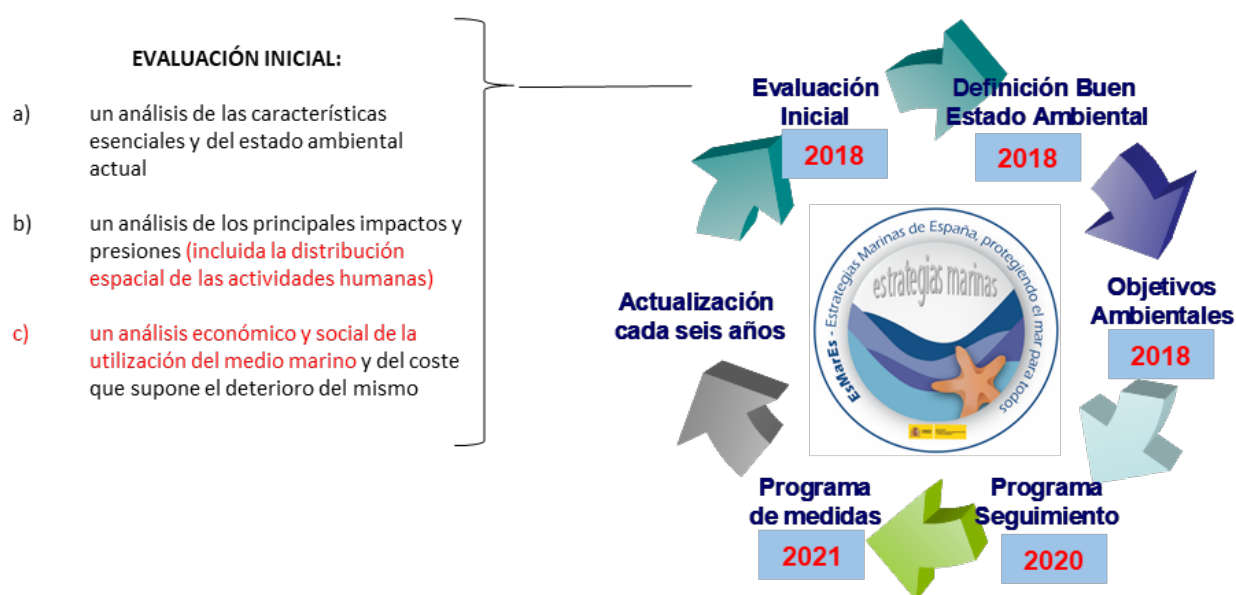 EVALUACIÓN INICIAL:
a) un análisis de las características
esenciales y del estado ambiental
actual
b) un análisis de los principales impactos y
presiones (incluida la distribución
espacial de las actividades humanas)
c) un análisis económico y social de la
utilización del medio marino y del coste
que supone el deterioro del mismo
Evaluación
Inicial
2018
Definición Buen
Estado Ambiental
2018
Objetivos
Ambientales
2018
Programa
Seguimiento
2020
Programa
de medidas
2021
Actualización
cada seis años
EsMarEs - Estrategias Marinas de España, protegiendo el mar para todos
estrategias marinas